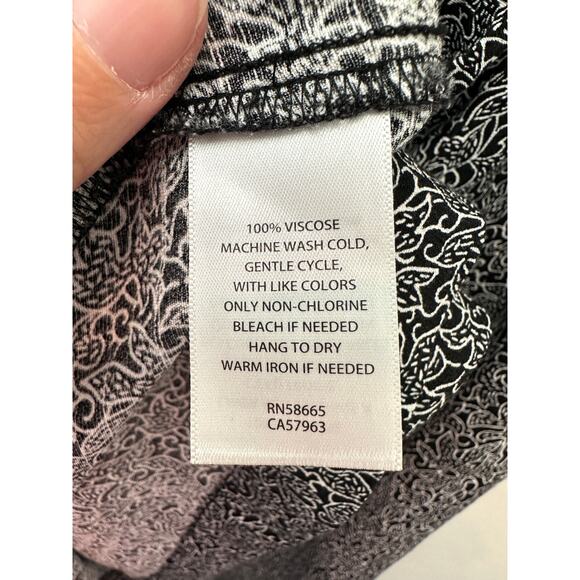 100% VISCOSE
MACHINE WASH COLD,
GENTLE CYCLE,
WITH LIKE COLORS
ONLY NON-CHLORINE
BLEACH IF NEEDED
HANG TO DRY
WARM IRON IF NEEDED
RN58665
CA57963